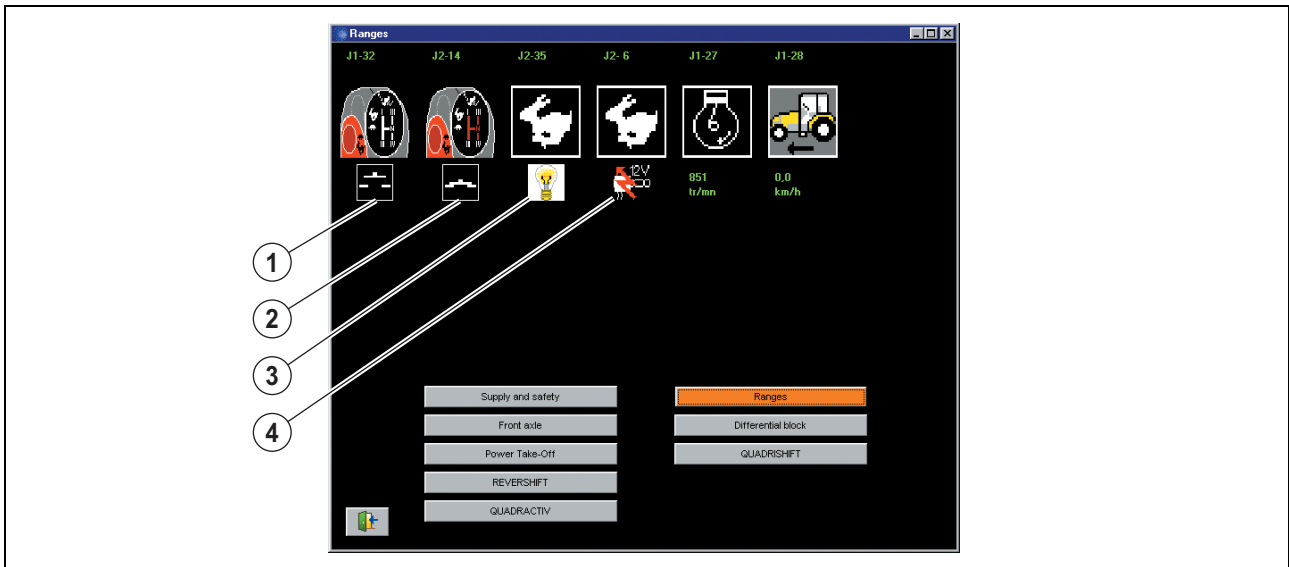 Ranges
J1-32 J2-14 J2-35 J2- 6 J1-27 J1-28
12V
851 0,0
tr/mn km/h
1
2
3
4
Supply and safety Ranges
Front axle Differential block
Power Take-Off QUADRISHIFT
REVERSHIFT
QUADRACTIV